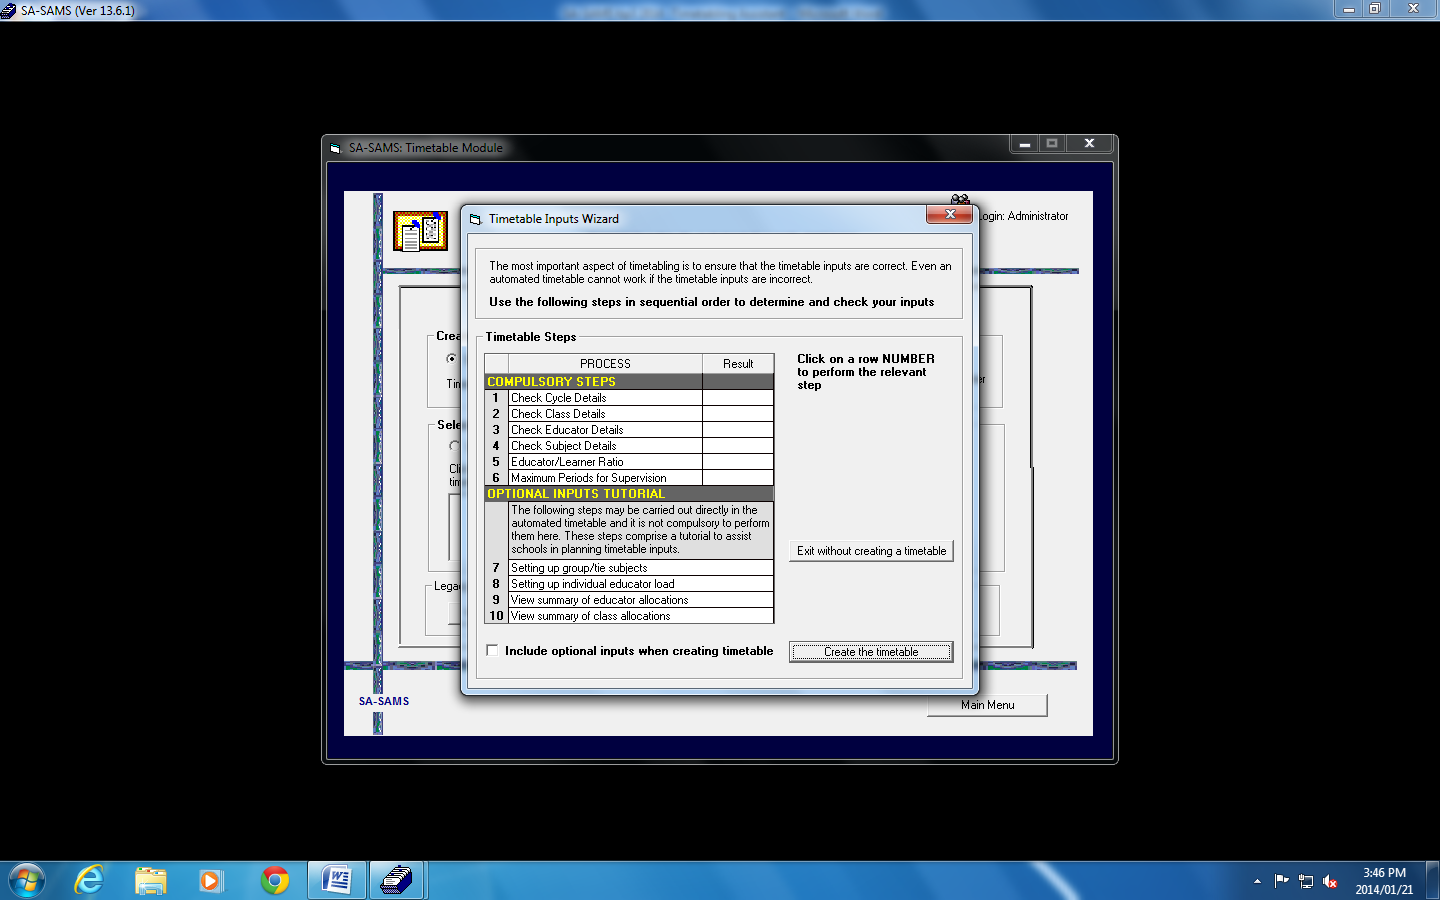 SA-SAMS (Ver 13.6.1)
SA-SAMS: Timetable Module
Login: Administrator
Timetable Inputs Wizard
The most important aspect of timetabling is to ensure that the timetable inputs are correct. Even an
automated timetable cannot work if the timetable inputs are incorrect.
Use the following steps in sequential order to determine and check your inputs
Timetable Steps
PROCESS Result
COMPULSORY STEPS
1 Check Cycle Details
2 Check Class Details
3 Check Educator Details
4 Check Subject Details
5 Educator/Learner Ratio
6 Maximum Periods for Supervision
OPTIONAL INPUTS TUTORIAL
The following steps may be carried out directly in the
automated timetable and it is not compulsory to perform
them here. These steps comprise a tutorial to assist
schools in planning timetable inputs.
7 Setting up group/tie subjects
8 Setting up individual educator load
9 View summary of educator allocations
10 View summary of class allocations
Click on a row NUMBER
to perform the relevant
step
Exit without creating a timetable
Include optional inputs when creating timetable
Create the timetable
Crea
Tim
Sele
Cli
tim
Lega
er
SA-SAMS
Main Menu
3:46 PM
2014/01/21